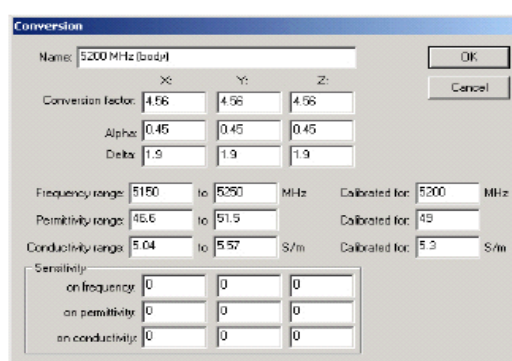 Conversion
Name: 5200 MHz (body) OK
Cancel
X: Y: Z:
Conversion factor: 4.56 4.56 4.56
Alpha: 0.45 0.45 0.45
Delta: 1.9 1.9 1.9
Frequency range: 5150 to 5250 MHz Calibrated for: 5200 MHz
Permittivity range: 46.6 to 51.5 Calibrated for: 49
Conductivity range: 5.04 to 5.57 S/m Calibrated for: 5.3 S/m
Sensitivity
on frequency: 0 0 0
on permittivity: 0 0 0
on conductivity: 0 0 0